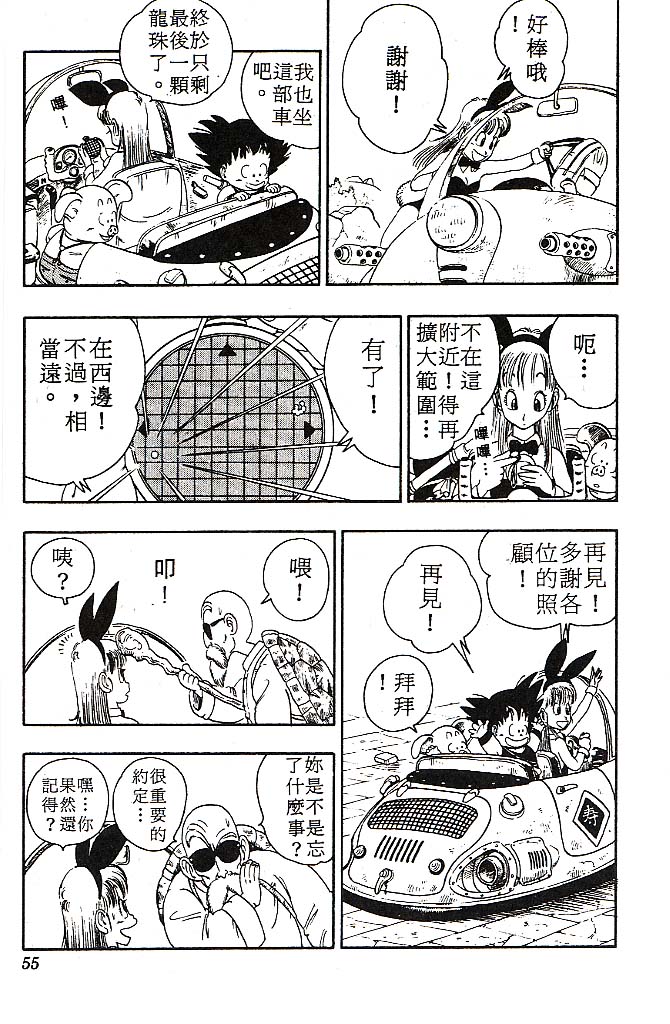 好棒哦
！
謝謝！
我也坐
這部車
吧。
終於只剩
最後一顆
龍珠了。
嗶！
呃…
不在這
附近！得再
擴大範圍…
嗶嗶…
有了！
在西邊！
不過，相
當遠。
再見！
多謝各
位的照
顧！
再見！
拜拜
！
喂！
叩！
咦？
妳是不是忘
了什麼事？
很重要的
約定…
嘿…你
果然還
記得？
55